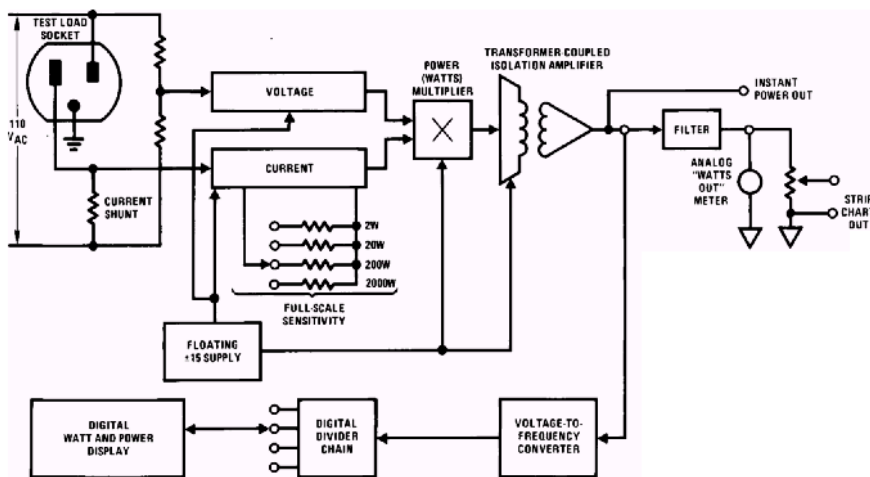 TEST LOAD
SOCKET
110
VAC
CURRENT
SHUNT
VOLTAGE
CURRENT
2W
20W
200W
2000W
FULL-SCALE
SENSITIVITY
FLOATING
±15 SUPPLY
POWER
(WATTS)
MULTIPLIER
TRANSFORMER-COUPLED
ISOLATION AMPLIFIER
INSTANT
POWER OUT
FILTER
ANALOG
"WATTS
OUT"
METER
STRIP
CHART
OUT
DIGITAL
WATT AND POWER
DISPLAY
DIGITAL
DIVIDER
CHAIN
VOLTAGE-TO-
FREQUENCY
CONVERTER